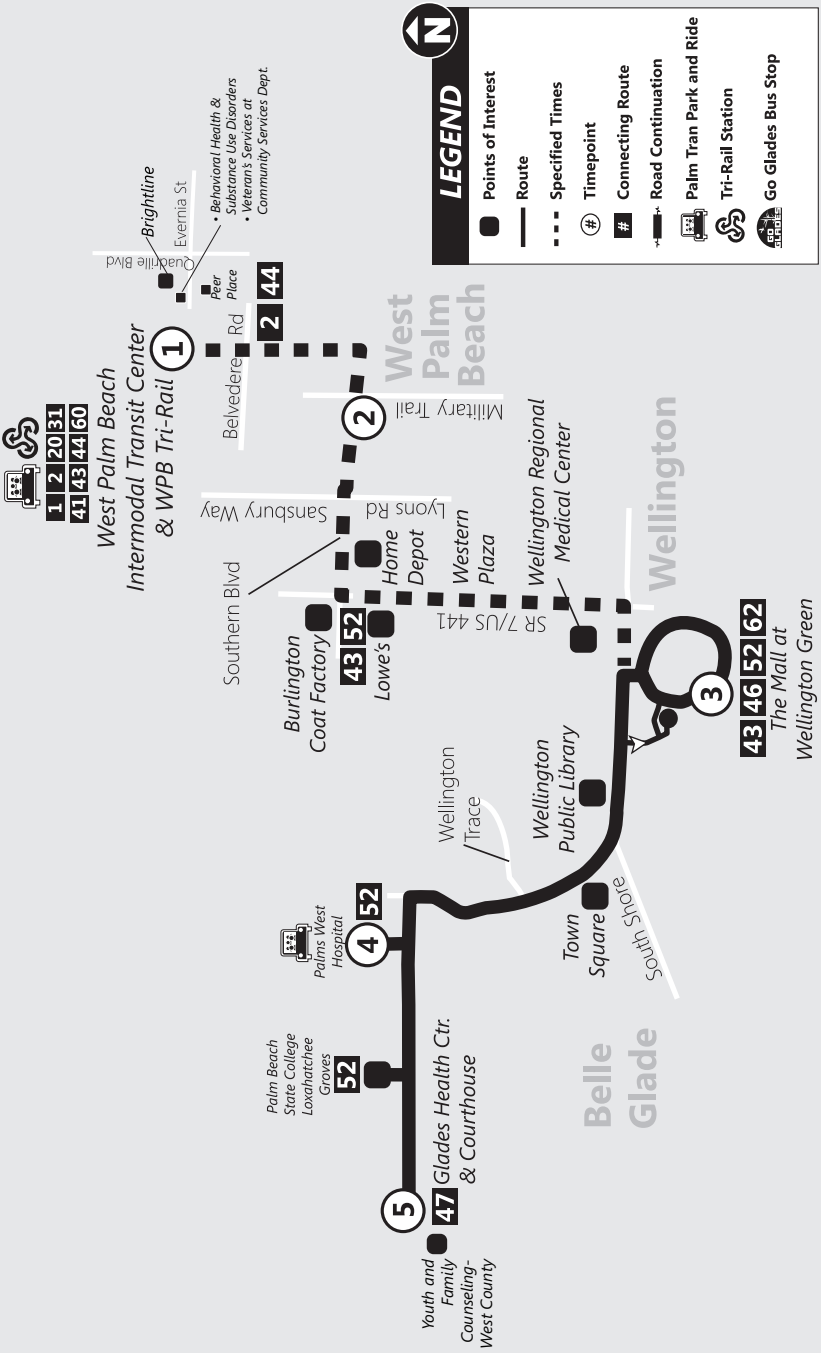 1 2 20 31
41 43 44 60
West Palm Beach
Intermodal Transit Center
& WPB Tri-Rail
1
Brightline
Evernia St
Quadrille Blvd
• Behavioral Health &
Substance Use Disorders
• Veteran's Services at
Community Services Dept.
Peer
Place
Belvedere Rd
2 44
West
Palm
Beach
2
Military Trail
Sansbury Way
Lyons Rd
Southern Blvd
Home
Depot
Western
Plaza
Burlington
Coat Factory
43 52
Lowe's
SR 7/US 441
Wellington Regional
Medical Center
Wellington
3
43 46 52 62
The Mall at
Wellington Green
Wellington
Public Library
Wellington
Trace
Town
Square
South Shore
Palms West
Hospital
4
52
Palm Beach
State College
Loxahatchee
Groves
52
Belle
Glade
5
47
Glades Health Ctr.
& Courthouse
Youth and
Family
Counseling-
West County
N
LEGEND
Points of Interest
Route
Specified Times
# Timepoint
# Connecting Route
Road Continuation
Palm Tran Park and Ride
Tri-Rail Station
GO GLADES
Go Glades Bus Stop